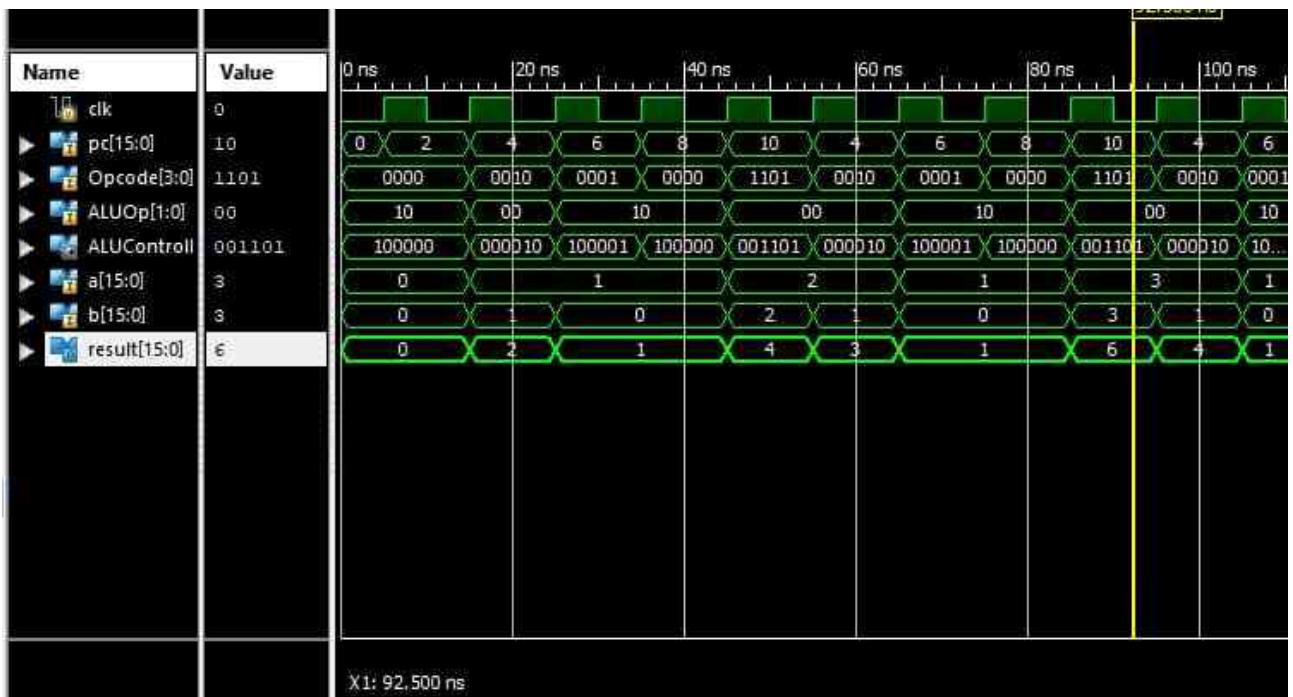 Name Value 0 ns 20 ns 40 ns 60 ns 80 ns 100 ns
clk 0
pc[15:0] 10 0 2 4 6 8 10 4 6 8 10 4 6
Opcode[3:0] 1101 0000 0010 0001 0000 1101 0010 0001 0000 1101 0010 0001
ALUOp[1:0] 00 10 00 10 00 10 00 10
ALUControll 001101 100000 000010 100001 100000 001101 000010 100001 100000 001101 000010 10...
a[15:0] 3 0 1 2 1 3 1
b[15:0] 3 0 1 0 2 1 0 3 1 0
result[15:0] 6 0 2 1 4 3 1 6 4 1
X1: 92.500 ns